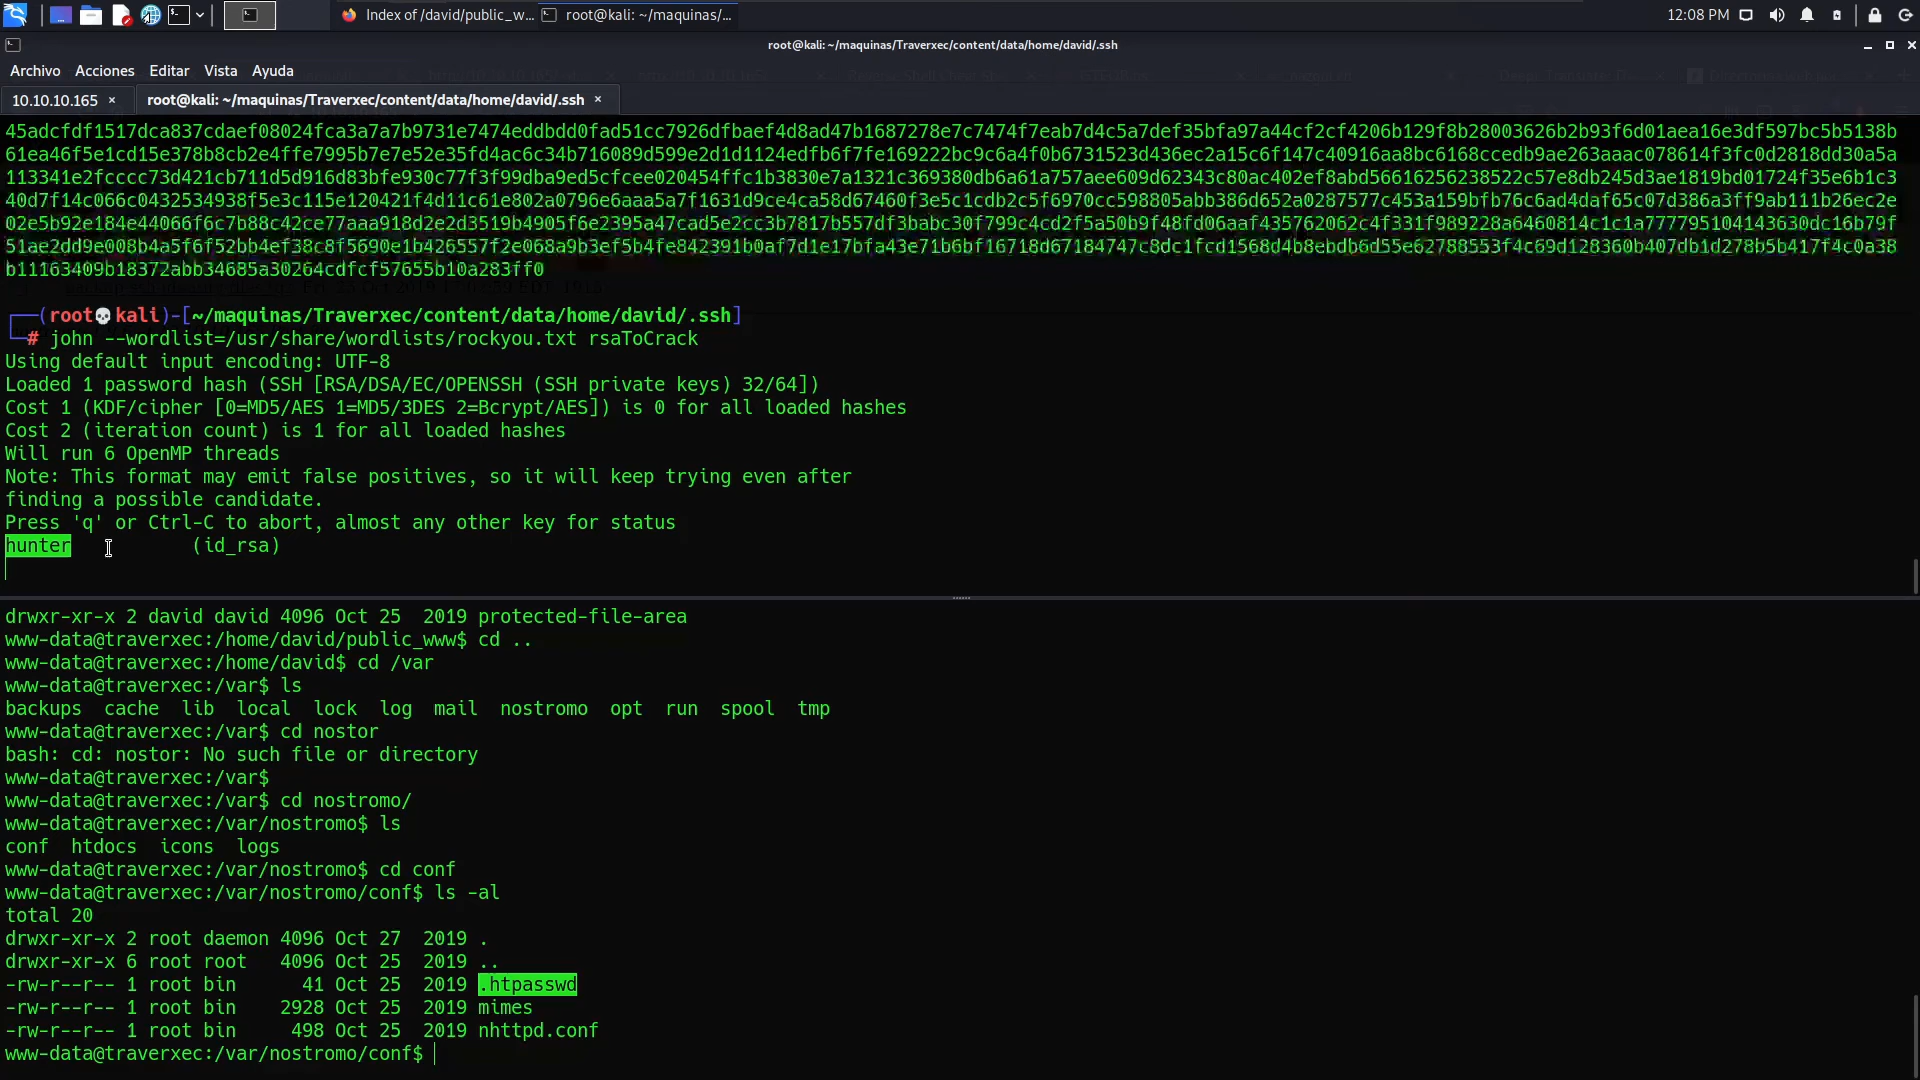 Index of /david/public_w...
root@kali: ~/maquinas/...
12:08 PM
root@kali: ~/maquinas/Traverxec/content/data/home/david/.ssh
Archivo Acciones Editar Vista Ayuda
10.10.10.165 × root@kali: ~/maquinas/Traverxec/content/data/home/david/.ssh ×
45adcfdf1517dca837cdaef08024fca3a7a7b9731e7474eddbdd0fad51cc7926dfbaef4d8ad47b1687278e7c7474f7eab7d4c5a7def35bfa97a44cf2cf4206b129f8b28003626b2b93f6d01aea16e3df597bc5b5138b
61ea46f5e1cd15e378b8cb2e4ffe7995b7e7e52e35fd4ac6c34b716089d599e2d1d1124edfb6f7fe169222bc9c6a4f0b6731523d436ec2a15c6f147c40916aa8bc6168ccedb9ae263aaac078614f3fc0d2818dd30a5a
113341e2fcccc73d421cb711d5d916d83bfe930c77f3f99dba9ed5cfcee020454ffc1b3830e7a1321c369380db6a61a757aee609d62343c80ac402ef8abd56616256238522c57e8db245d3ae1819bd01724f35e6b1c3
340d7f14c066c0432534938f5e3c115e120421f4d11c61e802a0796e6aaa5a7f1631d9ce4ca58d67460f3e5c1cdb2c5f6970cc598805abb386d652a0287577c453a159bfb76c6ad4daf65c07d386a3ff9ab111b26ec2e
02e5b92e184e44066f6c7b88c42ce77aaa918d2e2d3519b4905f6e2395a47cad5e2cc3b7817b557df3babc30f799c4cd2f5a50b9f48fd06aaf435762062c4f331f989228a6460814c1c1a777795104143630dc16b79f
51ae2dd9e008b4a5f6f52bb4ef38c8f5690e1b426557f2e068a9b3ef5b4fe842391b0af7d1e17bfa43e71b6bf16718d67184747c8dc1fcd1568d4b8ebdb6d55e62788553f4c69d128360b407db1d278b5b417f4c0a38
b11163409b18372abb34685a30264cdfcf57655b10a283ff0
┌──(root💀kali)-[~/maquinas/Traverxec/content/data/home/david/.ssh]
└─# john --wordlist=/usr/share/wordlists/rockyou.txt rsaToCrack
Using default input encoding: UTF-8
Loaded 1 password hash (SSH [RSA/DSA/EC/OPENSSH (SSH private keys) 32/64])
Cost 1 (KDF/cipher [0=MD5/AES 1=MD5/3DES 2=Bcrypt/AES]) is 0 for all loaded hashes
Cost 2 (iteration count) is 1 for all loaded hashes
Will run 6 OpenMP threads
Note: This format may emit false positives, so it will keep trying even after
finding a possible candidate.
Press 'q' or Ctrl-C to abort, almost any other key for status
hunter (id_rsa)
drwxr-xr-x 2 david david 4096 Oct 25 2019 protected-file-area
www-data@traverxec:/home/david/public_www$ cd ..
www-data@traverxec:/home/david$ cd /var
www-data@traverxec:/var$ ls
backups cache lib local lock log mail nostromo opt run spool tmp
www-data@traverxec:/var$ cd nostor
bash: cd: nostor: No such file or directory
www-data@traverxec:/var$
www-data@traverxec:/var$ cd nostromo/
www-data@traverxec:/var/nostromo$ ls
conf htdocs icons logs
www-data@traverxec:/var/nostromo$ cd conf
www-data@traverxec:/var/nostromo/conf$ ls -al
total 20
drwxr-xr-x 2 root daemon 4096 Oct 27 2019 .
drwxr-xr-x 6 root root 4096 Oct 25 2019 ..
-rw-r--r-- 1 root bin 41 Oct 25 2019 .htpasswd
-rw-r--r-- 1 root bin 2928 Oct 25 2019 mimes
-rw-r--r-- 1 root bin 498 Oct 25 2019 nhttpd.conf
www-data@traverxec:/var/nostromo/conf$